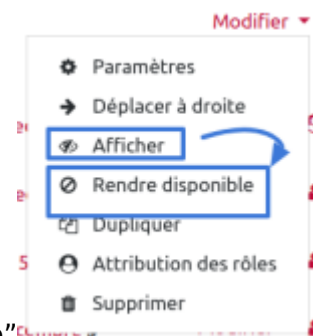 Modifier
Paramètres
Déplacer à droite
Afficher
Rendre disponible
Dupliquer
Attribution des rôles
Supprimer